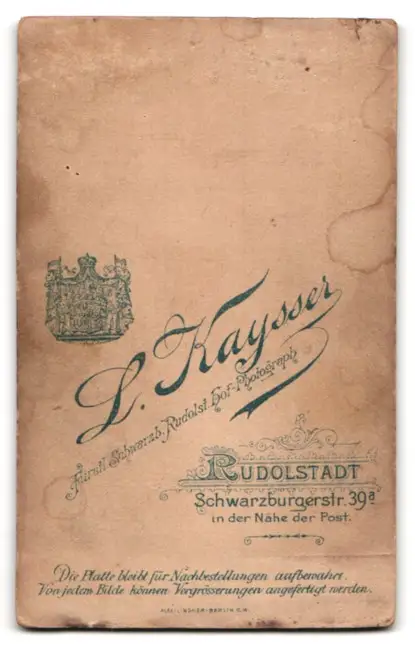 L. Kaysser
Fürstl. Schwarzb. Rudolst. Hof-Photograph
RUDOLSTADT
Schwarzburgerstr. 39a
in der Nähe der Post.
Die Platte bleibt für Nachbestellungen aufbewahrt.
Von jedem Bilde können Vergrösserungen angefertigt werden.
BERLIN